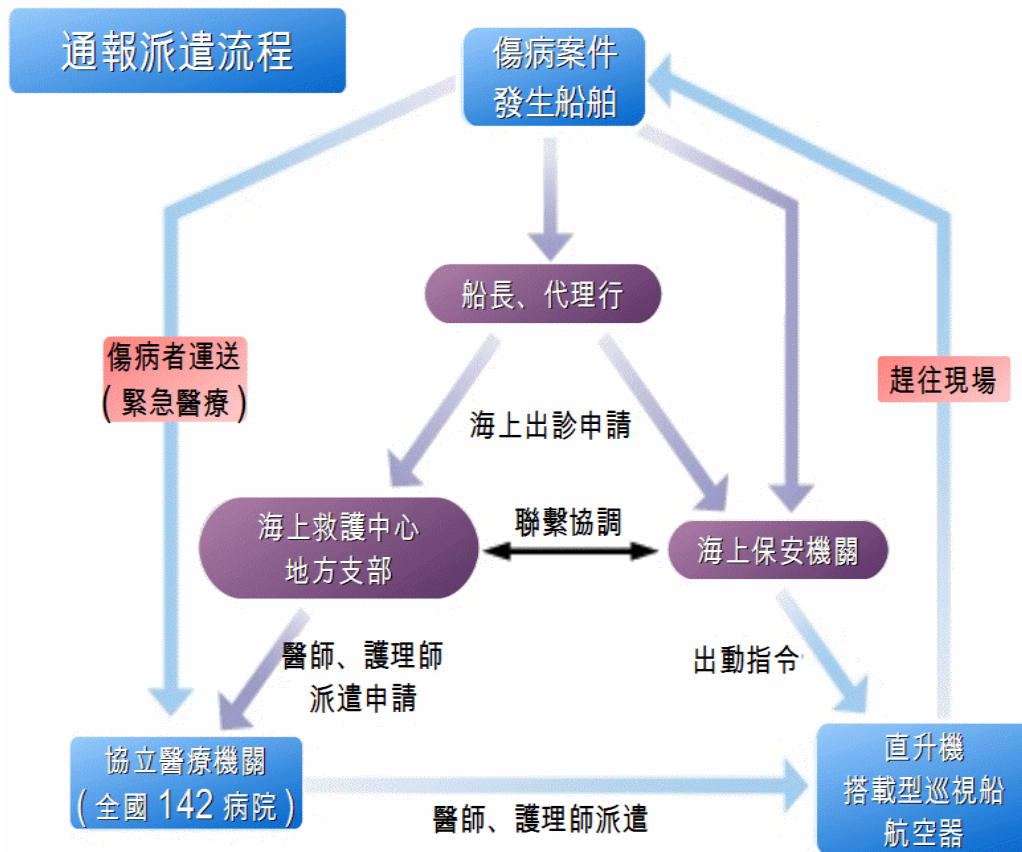 通報派遣流程
傷病案件
發生船舶
船長、代理行
傷病者運送
(緊急醫療)
趕往現場
海上出診申請
聯繫協調
海上救護中心
地方支部
海上保安機關
醫師、護理師
派遣申請
出動指令
協立醫療機關
(全國 142 病院)
醫師、護理師派遣
直升機
搭載型巡視船
航空器